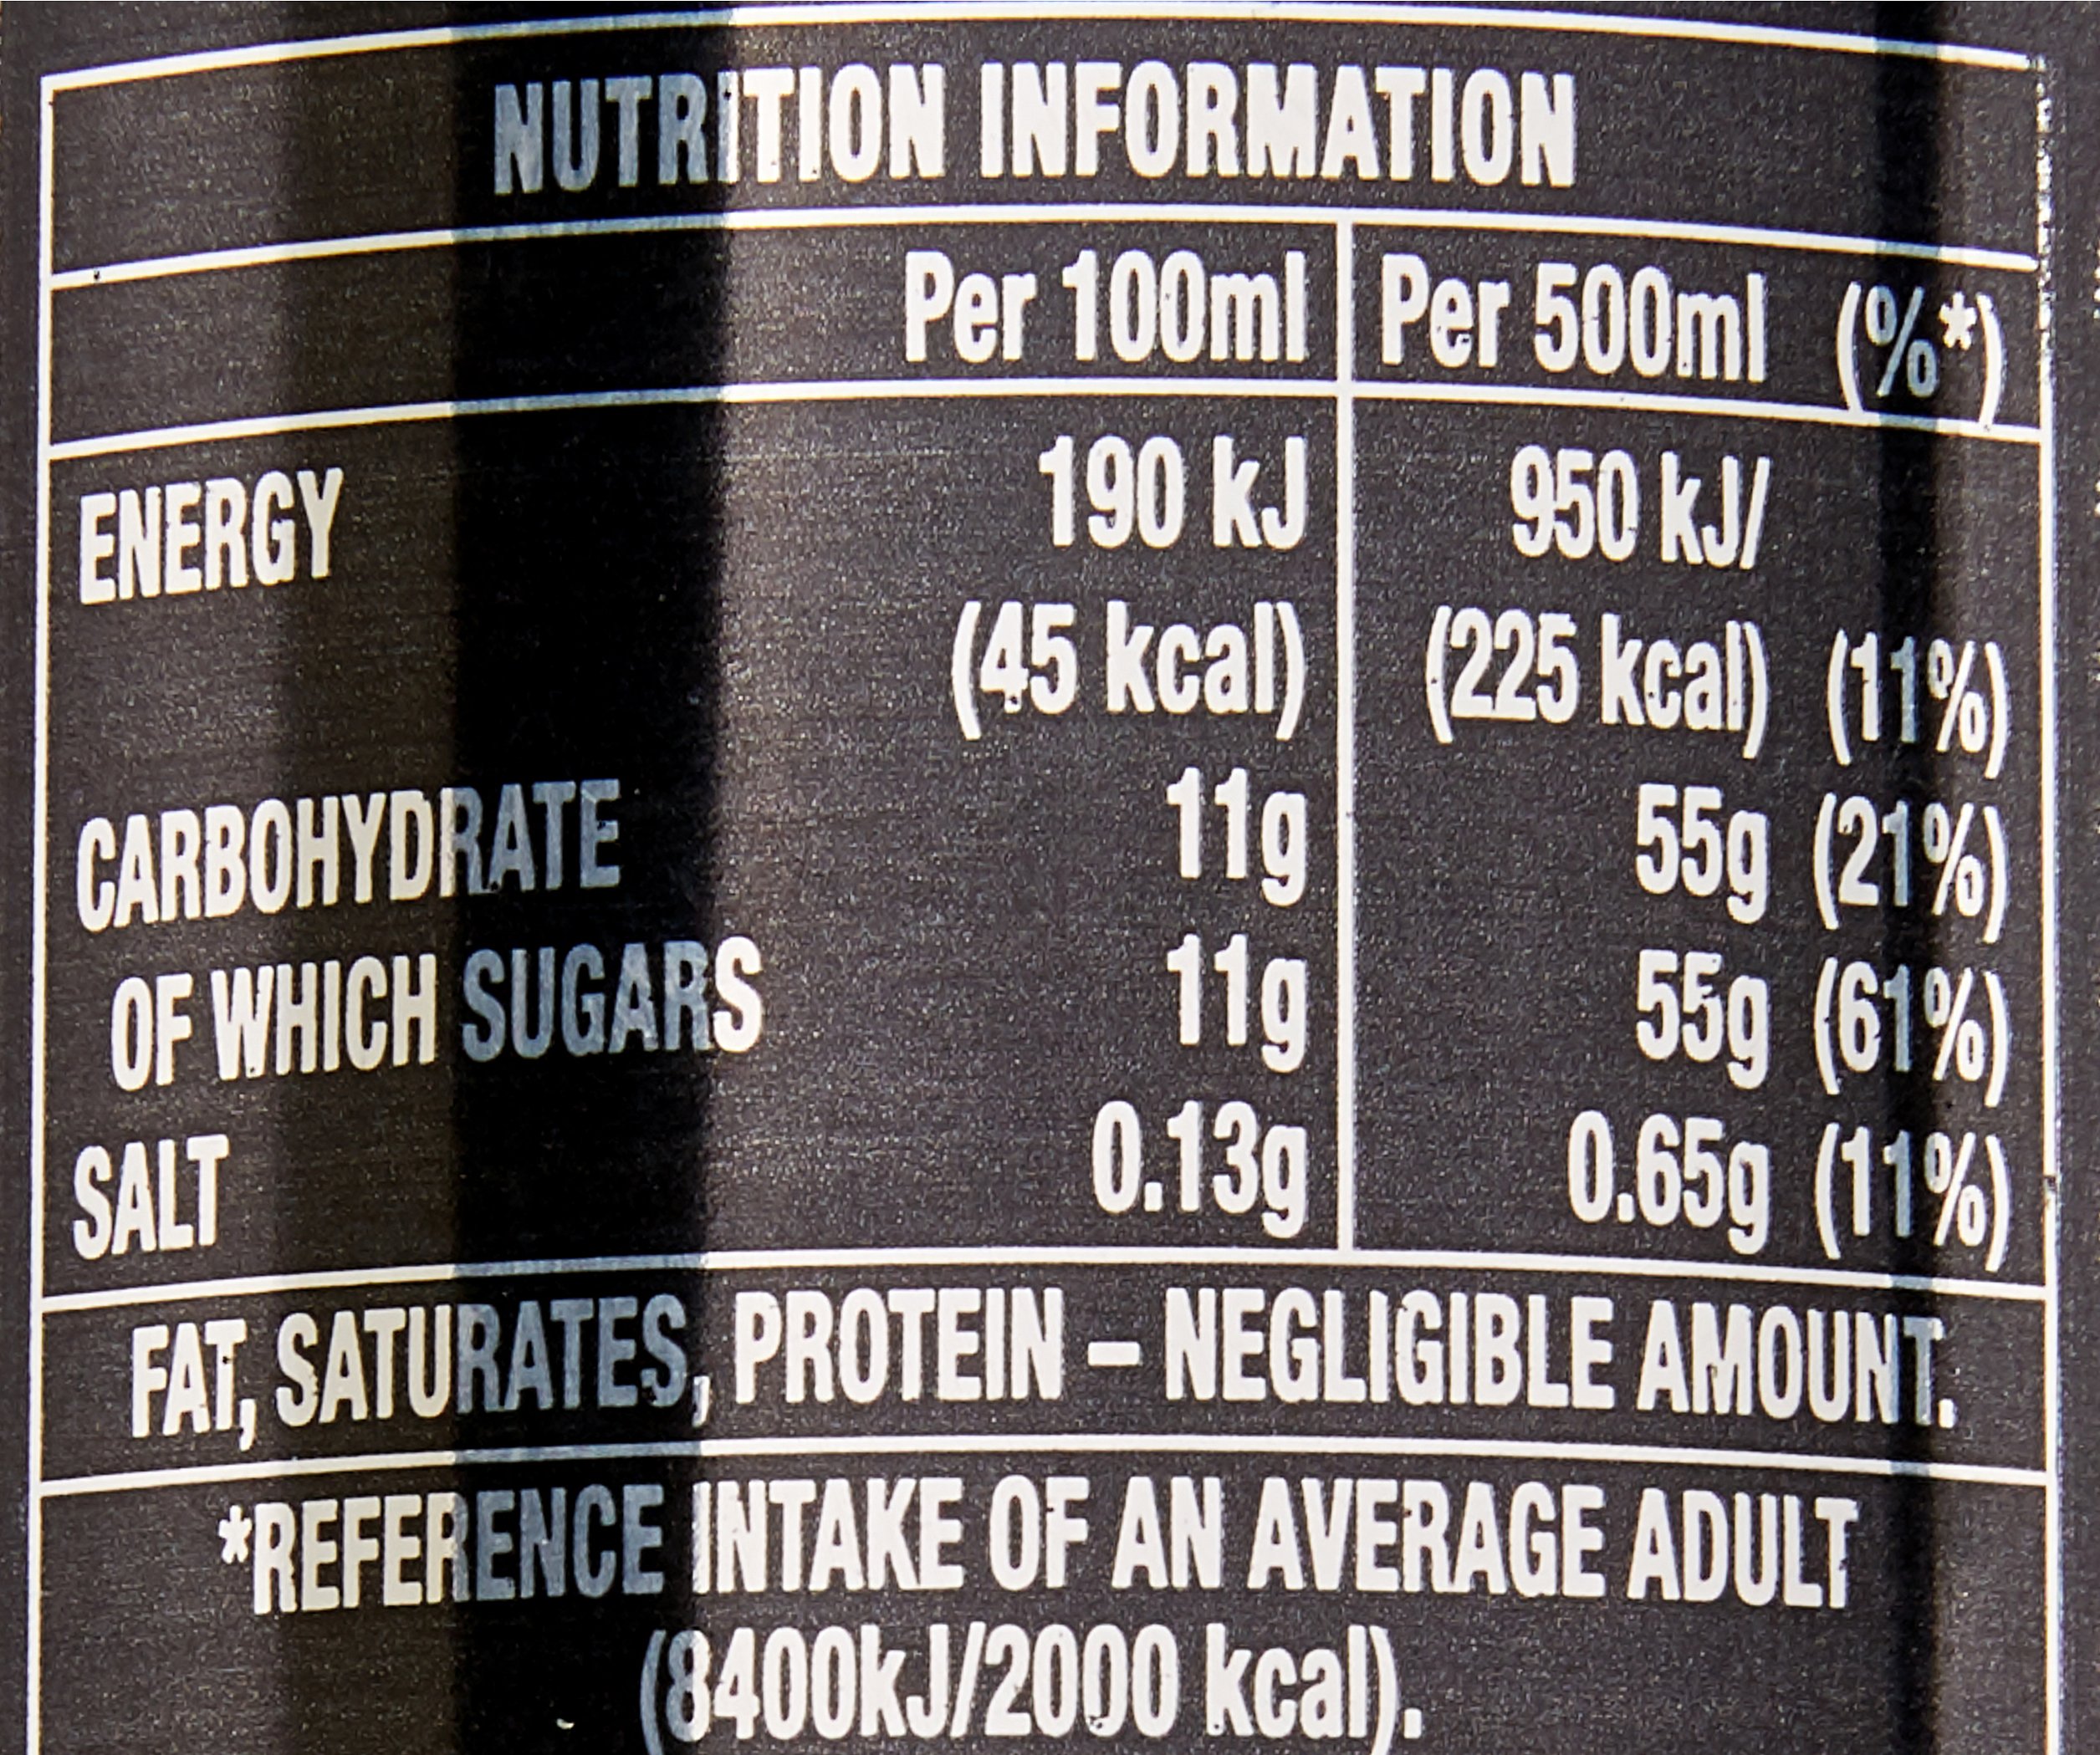 NUTRITION INFORMATION
Per 100ml Per 500ml (%*)
ENERGY 190 kJ 950 kJ/
(45 kcal) (225 kcal) (11%)
CARBOHYDRATE 11g 55g (21%)
OF WHICH SUGARS 11g 55g (61%)
SALT 0.13g 0.65g (11%)
FAT, SATURATES, PROTEIN – NEGLIGIBLE AMOUNT.
*REFERENCE INTAKE OF AN AVERAGE ADULT
(8400kJ/2000 kcal).